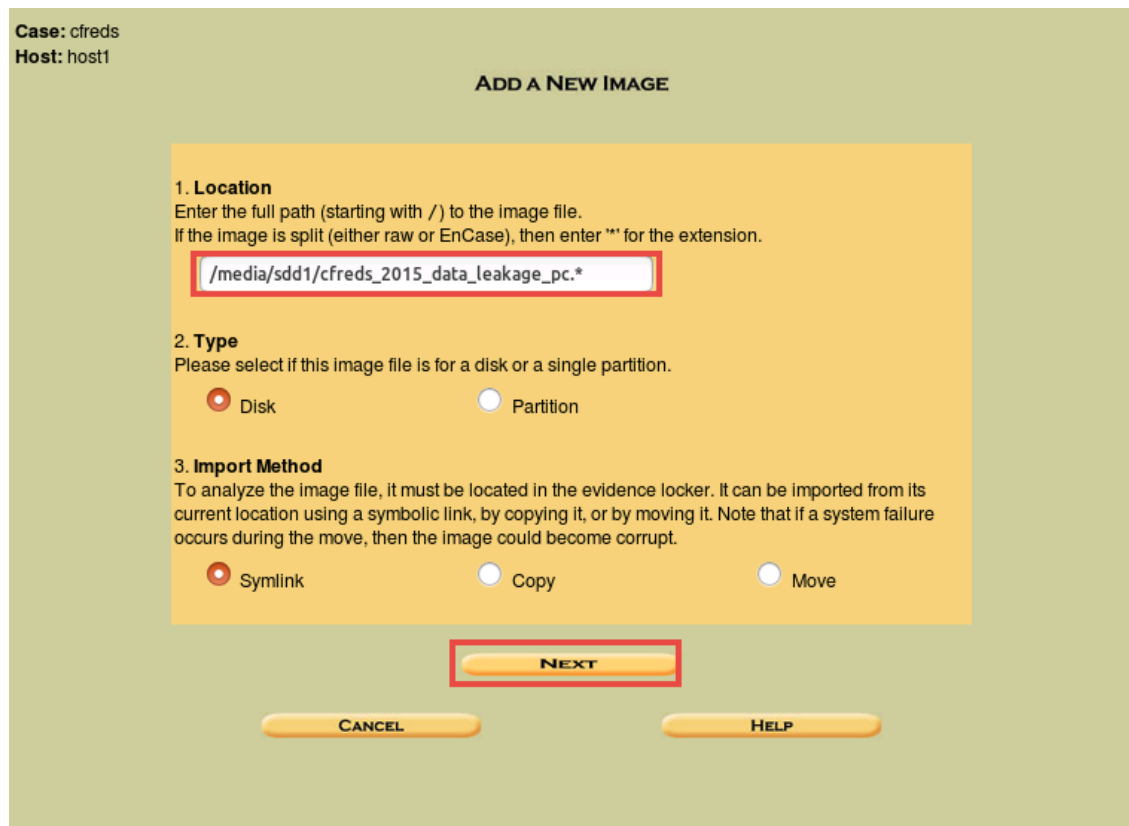 Case: cfreds
Host: host1
ADD A NEW IMAGE
1. Location
Enter the full path (starting with /) to the image file.
If the image is split (either raw or EnCase), then enter '*' for the extension.
/media/sdd1/cfreds_2015_data_leakage_pc.*
2. Type
Please select if this image file is for a disk or a single partition.
Disk Partition
3. Import Method
To analyze the image file, it must be located in the evidence locker. It can be imported from its
current location using a symbolic link, by copying it, or by moving it. Note that if a system failure
occurs during the move, then the image could become corrupt.
Symlink Copy Move
NEXT
CANCEL HELP